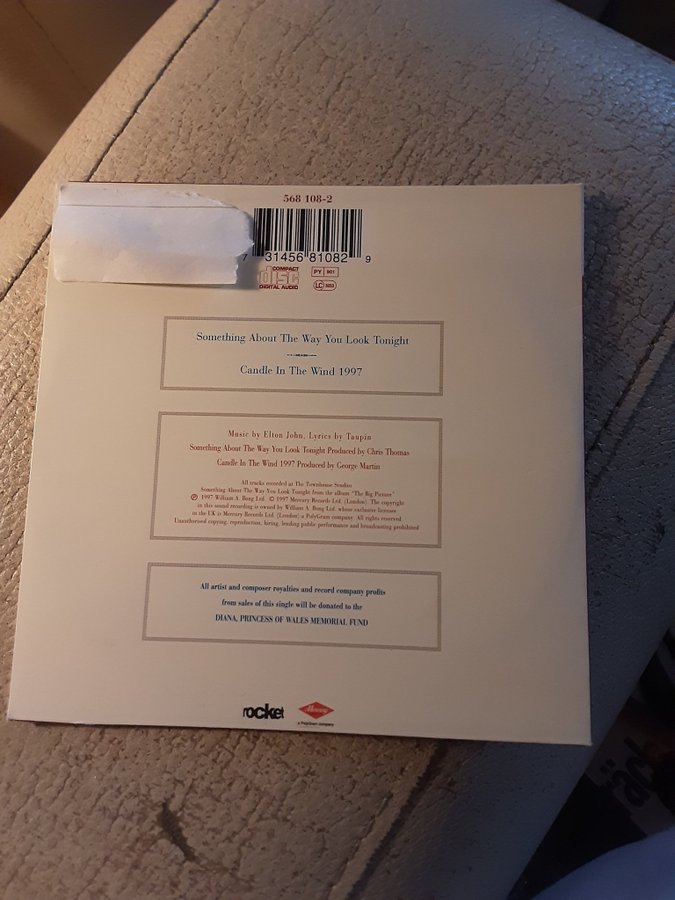 568 108-2
7 31456 81082 9
COMPACT
disc
DIGITAL AUDIO
PY 901
LC
Something About The Way You Look Tonight
Candle In The Wind 1997
Music by Elton John, Lyrics by Taupin
Something About The Way You Look Tonight Produced by Chris Thomas
Candle In The Wind 1997 Produced by George Martin
All tracks recorded at The Townhouse Studios
Something About The Way You Look Tonight from the album "The Big Picture"
℗ 1997 William A. Bong Ltd. © 1997 Mercury Records Ltd. (London). The copyright
in this sound recording is owned by William A. Bong Ltd. whose exclusive licensee
in the UK is Mercury Records Ltd. (London) a PolyGram company. All rights reserved
Unauthorised copying, reproduction, hiring, lending public performance and broadcasting prohibited
All artist and composer royalties and record company profits
from sales of this single will be donated to the
DIANA, PRINCESS OF WALES MEMORIAL FUND
rocket
Mercury
a PolyGram company